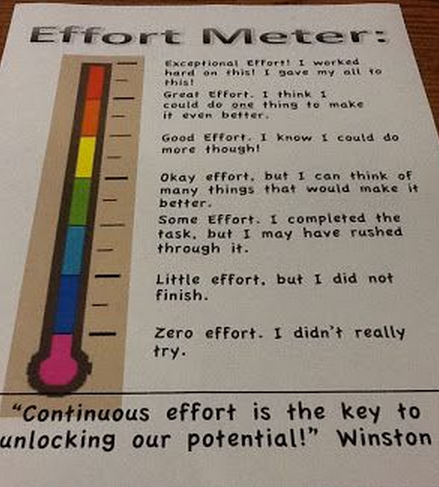 Effort Meter:
Exceptional Effort! I worked
hard on this! I gave my all to
this!
Great Effort. I think I
could do one thing to make
it even better.
Good Effort. I know I could do
more though!
Okay effort, but I can think of
many things that would make it
better.
Some Effort. I completed the
task, but I may have rushed
through it.
Little effort, but I did not
finish.
Zero effort. I didn't really
try.
"Continuous effort is the key to
unlocking our potential!" Winston